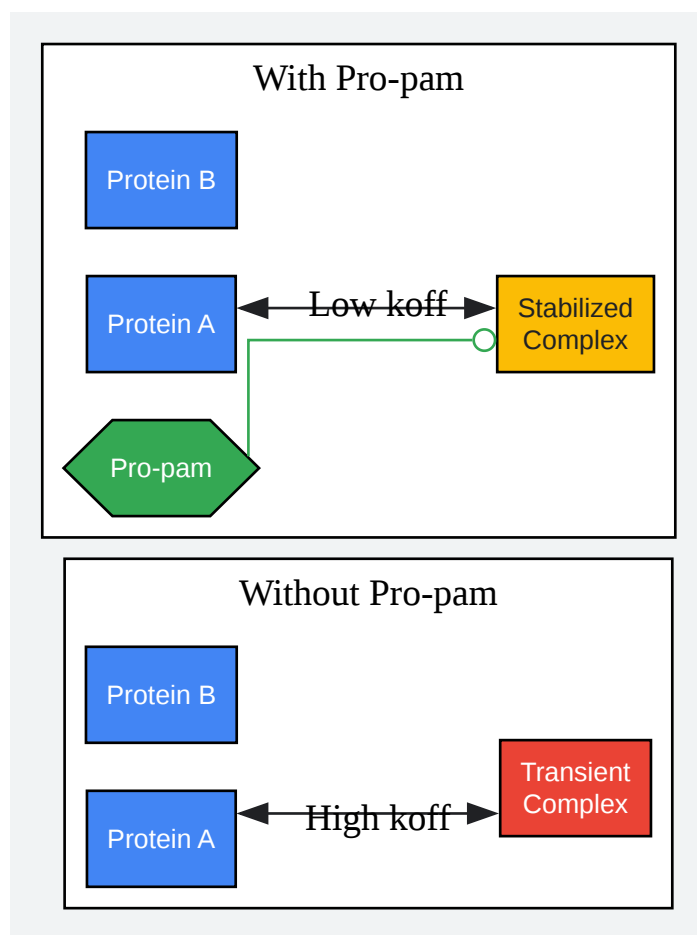 With Pro-pam
Protein B
Protein A
Low koff
Stabilized
Complex
Pro-pam
Without Pro-pam
Protein B
Transient
Complex
Protein A
High koff